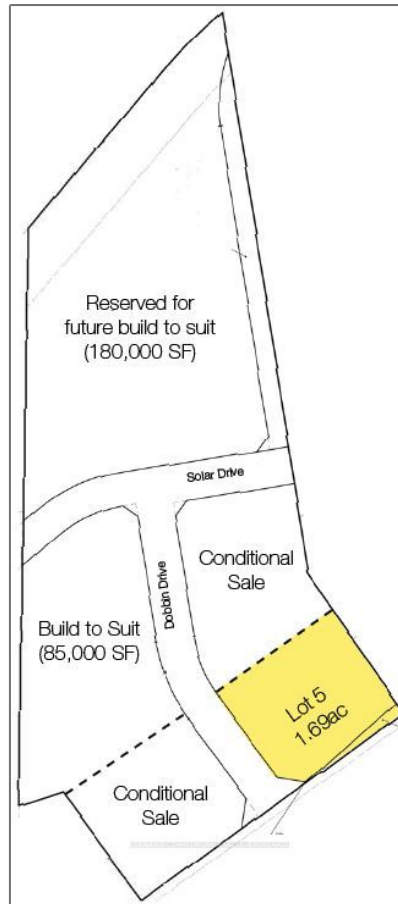 Reserved for
future build to suit
(180,000 SF)
Solar Drive
Conditional
Sale
Dobbin Drive
Build to Suit
(85,000 SF)
Lot 5
1.69ac
Conditional
Sale